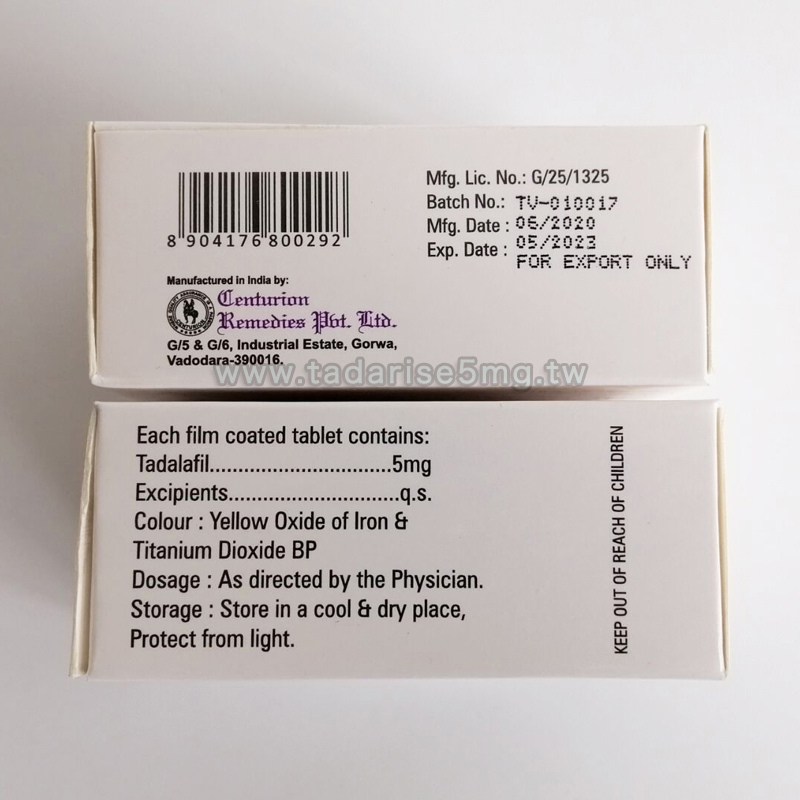 8 904176 800292
Mfg. Lic. No.: G/25/1325
Batch No.: TV-010017
Mfg. Date : 06/2020
Exp. Date : 05/2023
FOR EXPORT ONLY
Manufactured in India by:
Centurion
Remedies Pvt. Ltd.
G/5 & G/6, Industrial Estate, Gorwa,
Vadodara-390016.
CENTURION
www.tadarise5mg.tw
Each film coated tablet contains:
Tadalafil...............................5mg
Excipients.............................q.s.
Colour : Yellow Oxide of Iron &
Titanium Dioxide BP
Dosage : As directed by the Physician.
Storage : Store in a cool & dry place,
Protect from light.
KEEP OUT OF REACH OF CHILDREN